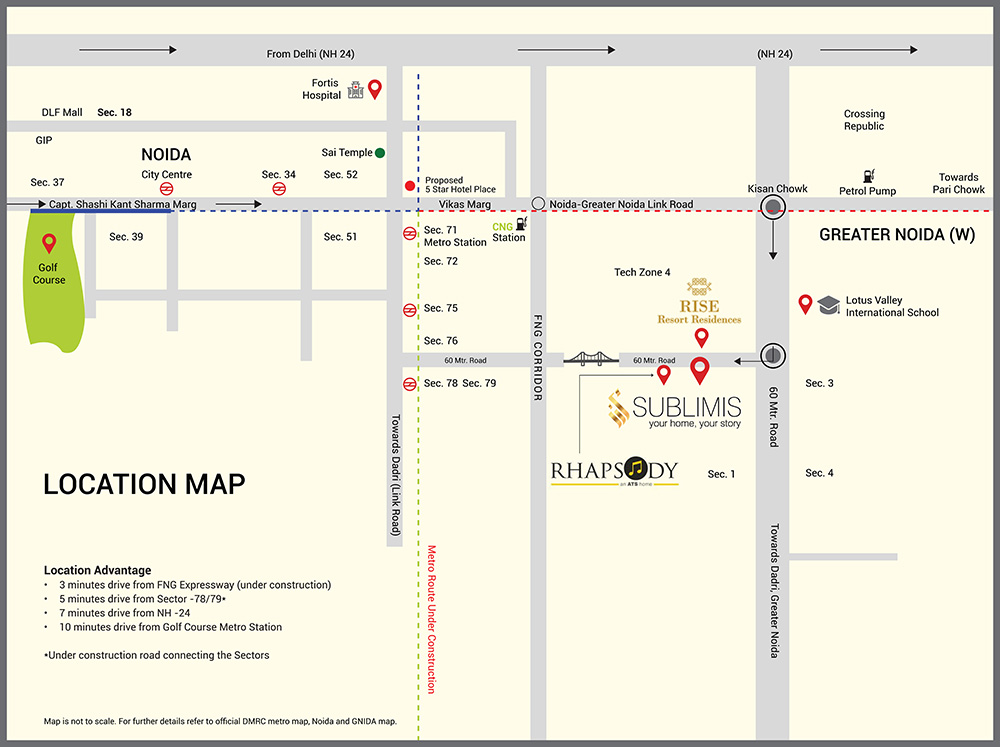 From Delhi (NH 24)
(NH 24)
Fortis
Hospital
DLF Mall Sec. 18
Crossing
Republic
GIP
NOIDA
Sai Temple
City Centre
Sec. 34
Sec. 52
Sec. 37
Proposed
5 Star Hotel Place
Kisan Chowk
Petrol Pump
Towards
Pari Chowk
Capt. Shashi Kant Sharma Marg
Vikas Marg
Noida-Greater Noida Link Road
Sec. 39
Sec. 51
Sec. 71
Metro Station
CNG
Station
GREATER NOIDA (W)
Sec. 72
Golf
Course
Tech Zone 4
RISE
Resort Residences
Lotus Valley
International School
Sec. 75
Sec. 76
FNG CORRIDOR
60 Mtr. Road
60 Mtr. Road
Sec. 78 Sec. 79
Sec. 3
60 Mtr. Road
SUBLIMIS
your home, your story
Towards Dadri (Link Road)
RHAPSODY
an ATS home
Sec. 1
Sec. 4
LOCATION MAP
Towards Dadri, Greater Noida
Metro Route Under Construction
Location Advantage
• 3 minutes drive from FNG Expressway (under construction)
• 5 minutes drive from Sector -78/79*
• 7 minutes drive from NH -24
• 10 minutes drive from Golf Course Metro Station
*Under construction road connecting the Sectors
Map is not to scale. For further details refer to official DMRC metro map, Noida and GNIDA map.